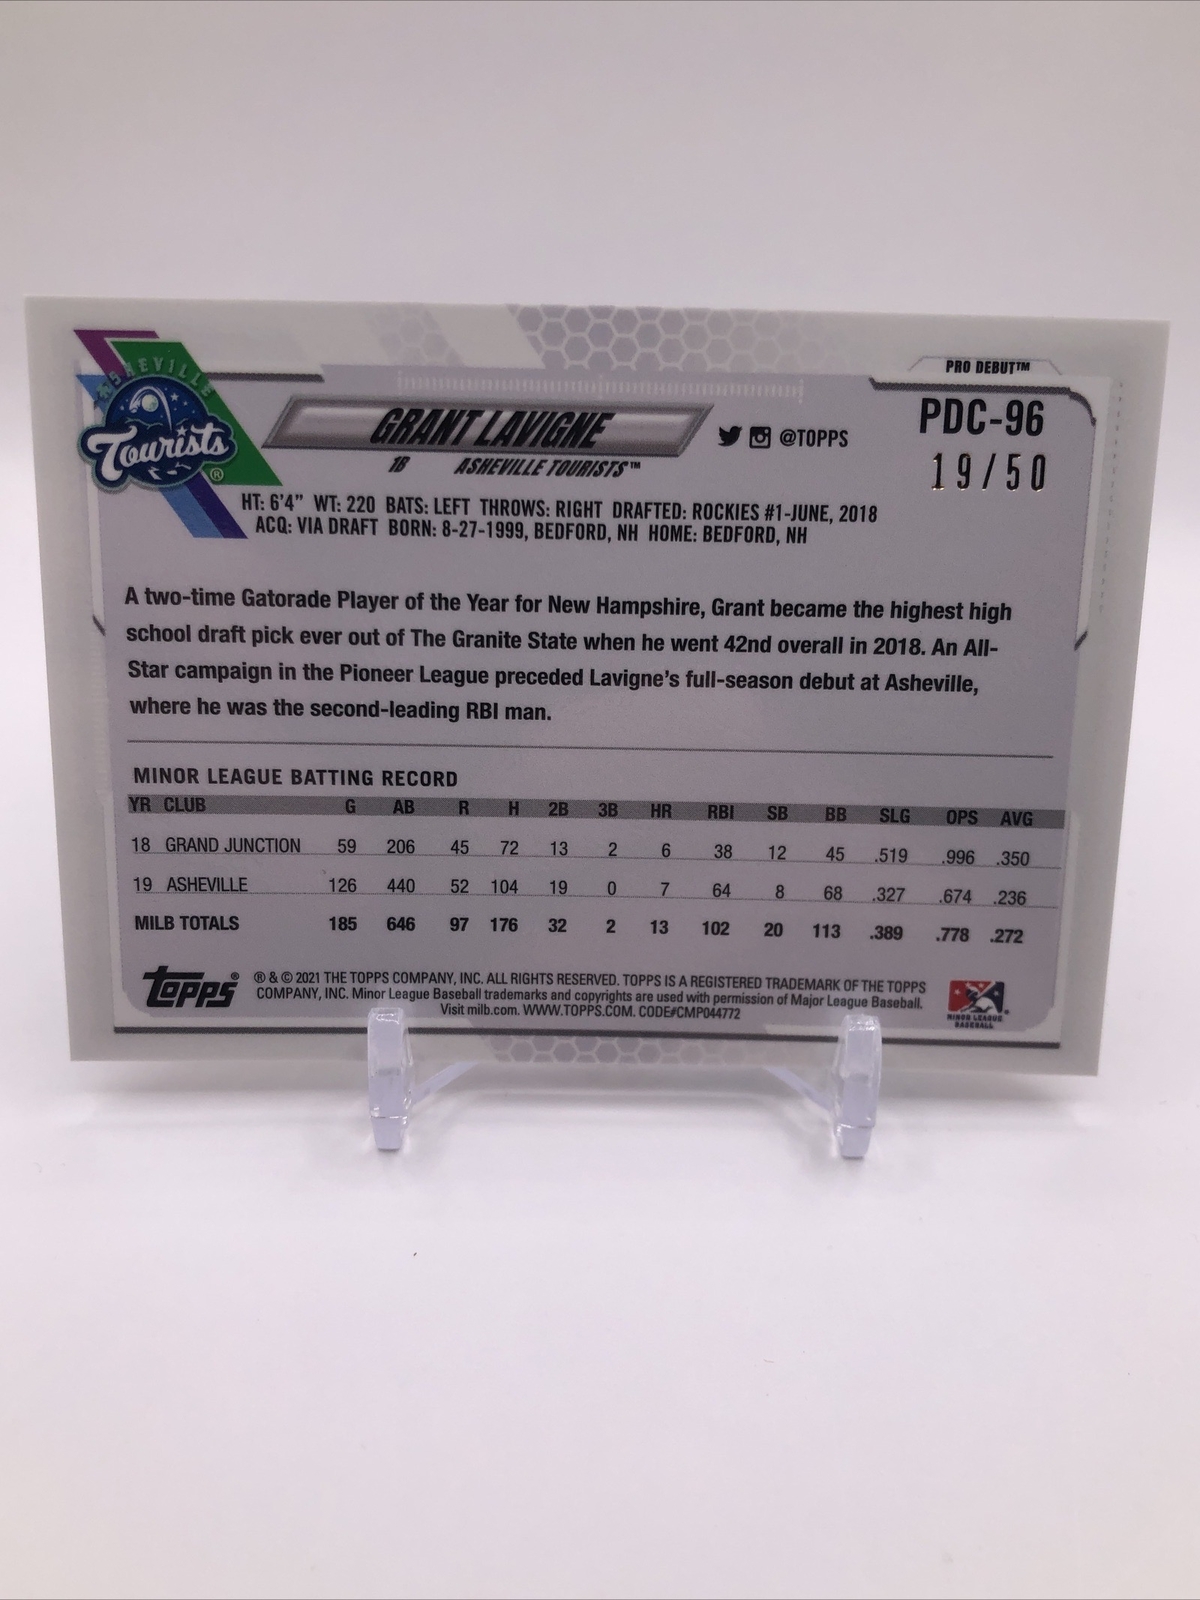 ASHEVILLE
Tourists®
PRO DEBUT™
GRANT LAVIGNE
@TOPPS
PDC-96
1B ASHEVILLE TOURISTS™
19/50
HT: 6'4" WT: 220 BATS: LEFT THROWS: RIGHT DRAFTED: ROCKIES #1-JUNE, 2018
ACQ: VIA DRAFT BORN: 8-27-1999, BEDFORD, NH HOME: BEDFORD, NH
A two-time Gatorade Player of the Year for New Hampshire, Grant became the highest high
school draft pick ever out of The Granite State when he went 42nd overall in 2018. An All-
Star campaign in the Pioneer League preceded Lavigne's full-season debut at Asheville,
where he was the second-leading RBI man.
MINOR LEAGUE BATTING RECORD
YR CLUB G AB R H 2B 3B HR RBI SB BB SLG OPS AVG
18 GRAND JUNCTION 59 206 45 72 13 2 6 38 12 45 .519 .996 .350
19 ASHEVILLE 126 440 52 104 19 0 7 64 8 68 .327 .674 .236
MILB TOTALS 185 646 97 176 32 2 13 102 20 113 .389 .778 .272
topps®
® & © 2021 THE TOPPS COMPANY, INC. ALL RIGHTS RESERVED. TOPPS IS A REGISTERED TRADEMARK OF THE TOPPS
COMPANY, INC. Minor League Baseball trademarks and copyrights are used with permission of Major League Baseball.
Visit milb.com. WWW.TOPPS.COM. CODE#CMP044772
MINOR LEAGUE
BASEBALL